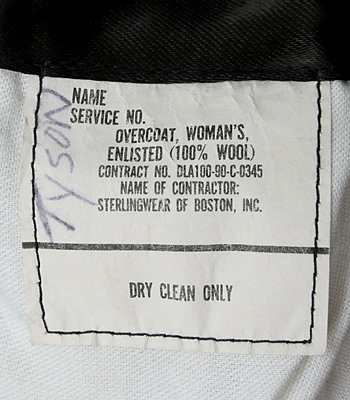 NAME
SERVICE NO.
OVERCOAT, WOMAN'S,
ENLISTED (100% WOOL)
CONTRACT NO. DLA100-90-C-0345
NAME OF CONTRACTOR:
STERLINGWEAR OF BOSTON, INC.
DRY CLEAN ONLY
TYSON